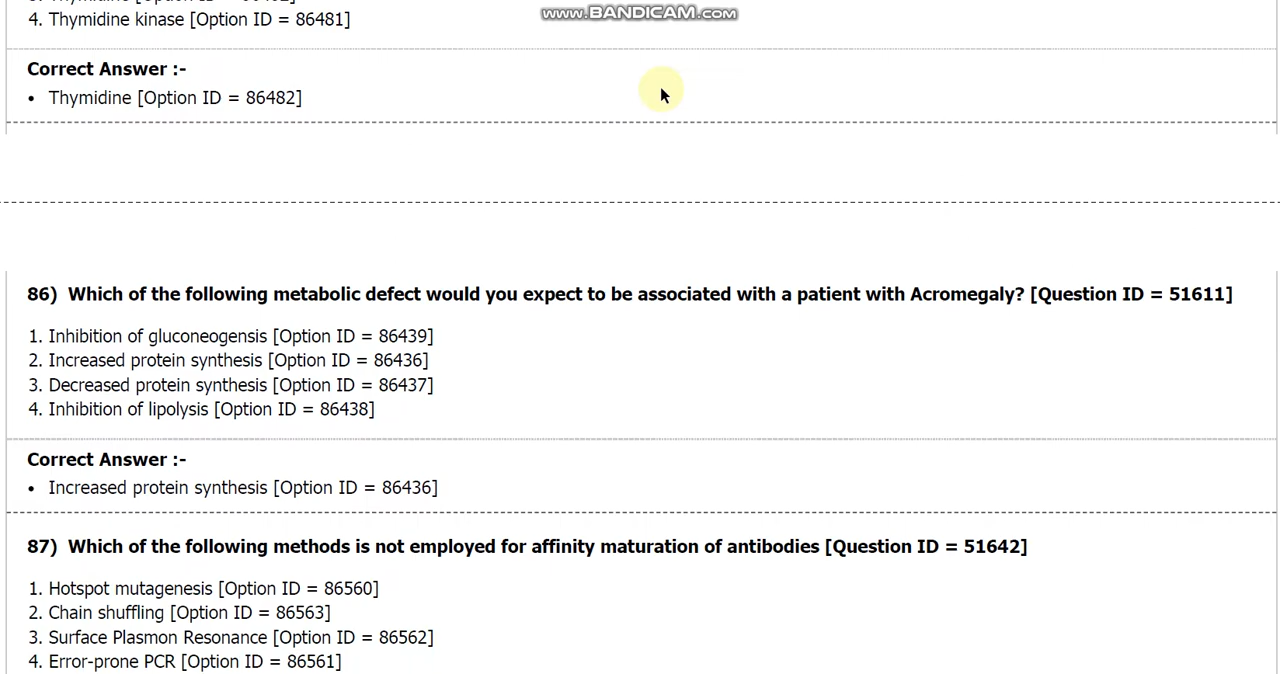 4. Thymidine kinase [Option ID = 86481]
www.BANDICAM.com
Correct Answer :-
• Thymidine [Option ID = 86482]
86) Which of the following metabolic defect would you expect to be associated with a patient with Acromegaly? [Question ID = 51611]
1. Inhibition of gluconeogensis [Option ID = 86439]
2. Increased protein synthesis [Option ID = 86436]
3. Decreased protein synthesis [Option ID = 86437]
4. Inhibition of lipolysis [Option ID = 86438]
Correct Answer :-
• Increased protein synthesis [Option ID = 86436]
87) Which of the following methods is not employed for affinity maturation of antibodies [Question ID = 51642]
1. Hotspot mutagenesis [Option ID = 86560]
2. Chain shuffling [Option ID = 86563]
3. Surface Plasmon Resonance [Option ID = 86562]
4. Error-prone PCR [Option ID = 86561]